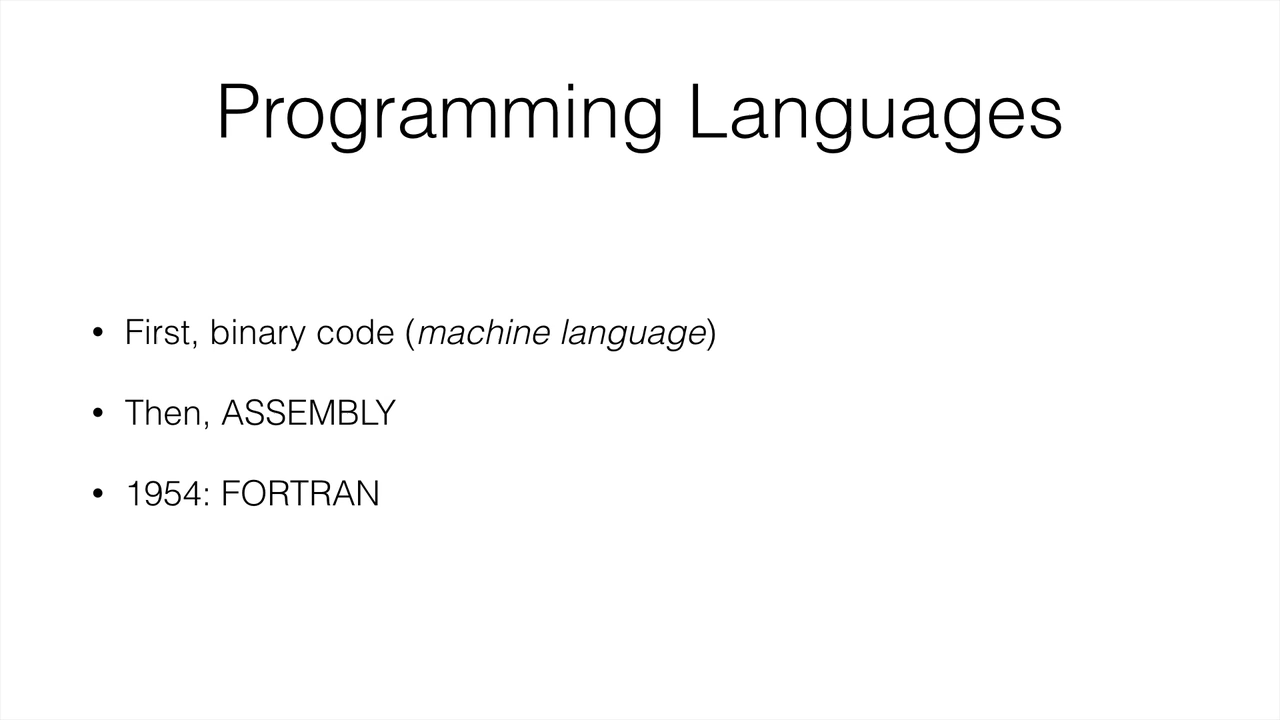 Programming Languages
• First, binary code (machine language)
• Then, ASSEMBLY
• 1954: FORTRAN